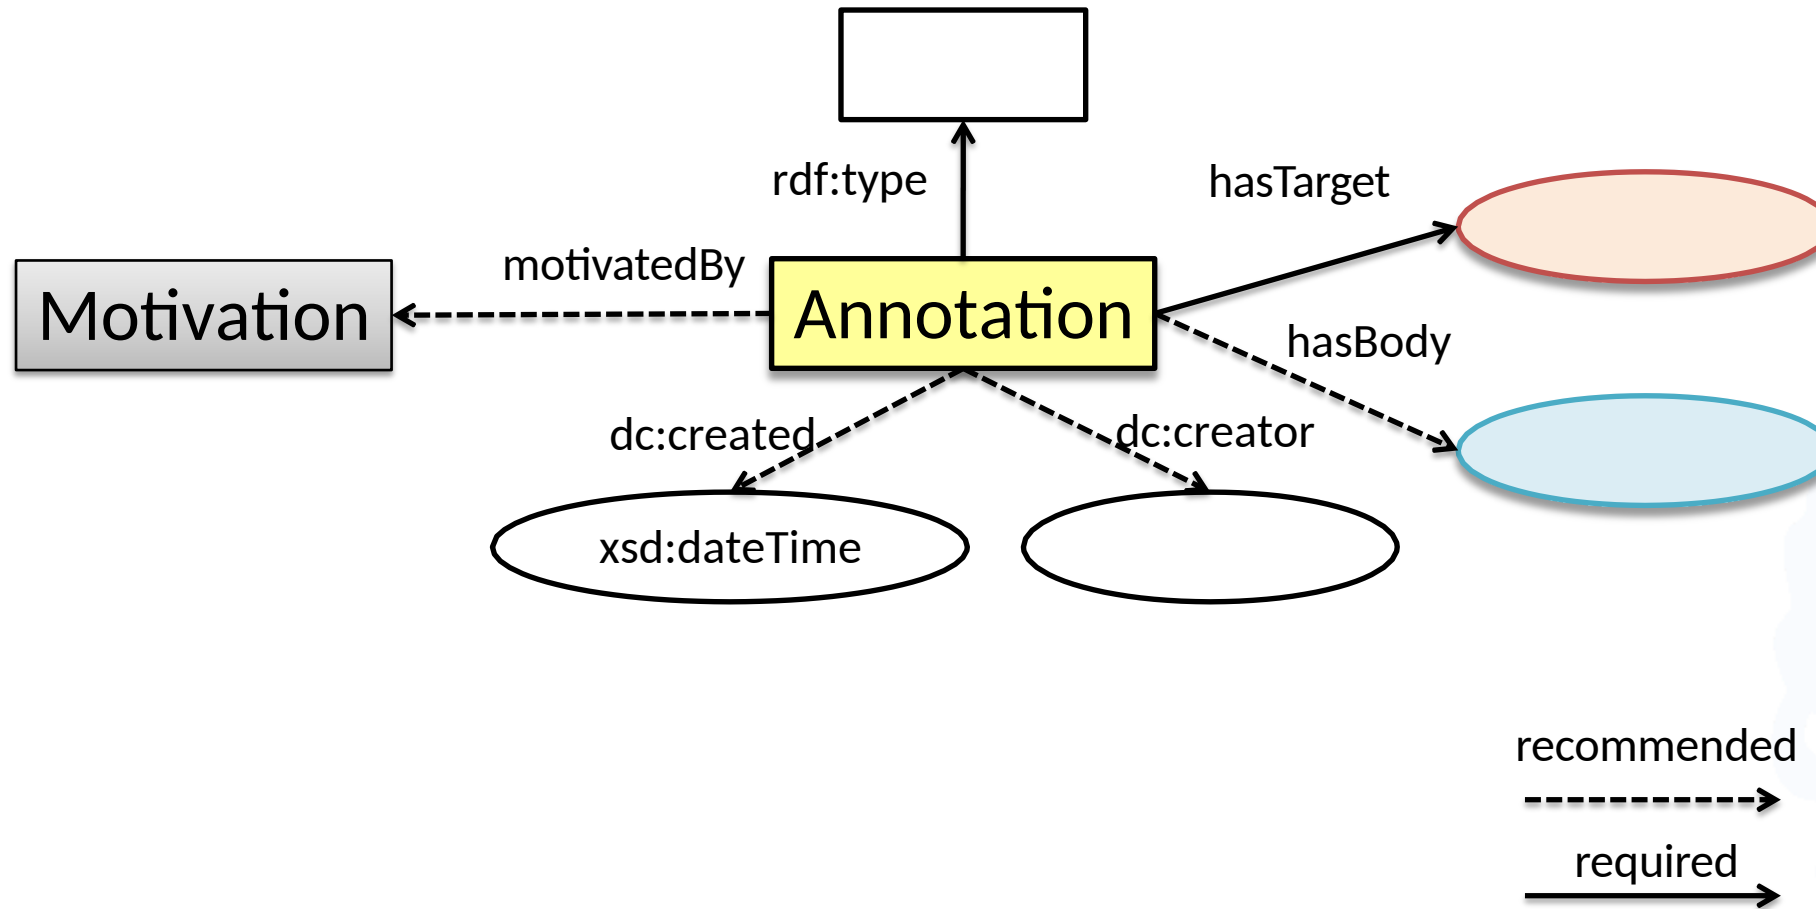 rdf:type
hasTarget
motivatedBy
Motivation
Annotation
hasBody
dc:created
dc:creator
xsd:dateTime
recommended
required